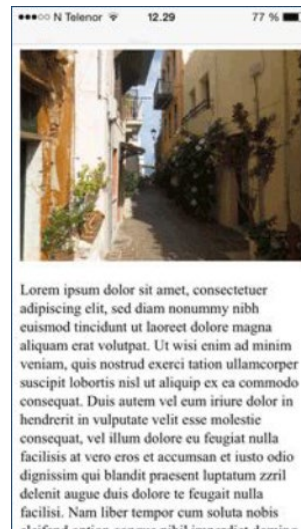 N Telenor 12.29 77 %
Lorem ipsum dolor sit amet, consectetuer
adipiscing elit, sed diam nonummy nibh
euismod tincidunt ut laoreet dolore magna
aliquam erat volutpat. Ut wisi enim ad minim
veniam, quis nostrud exerci tation ullamcorper
suscipit lobortis nisl ut aliquip ex ea commodo
consequat. Duis autem vel eum iriure dolor in
hendrerit in vulputate velit esse molestie
consequat, vel illum dolore eu feugiat nulla
facilisis at vero eros et accumsan et iusto odio
dignissim qui blandit praesent luptatum zzril
delenit augue duis dolore te feugait nulla
facilisi. Nam liber tempor cum soluta nobis